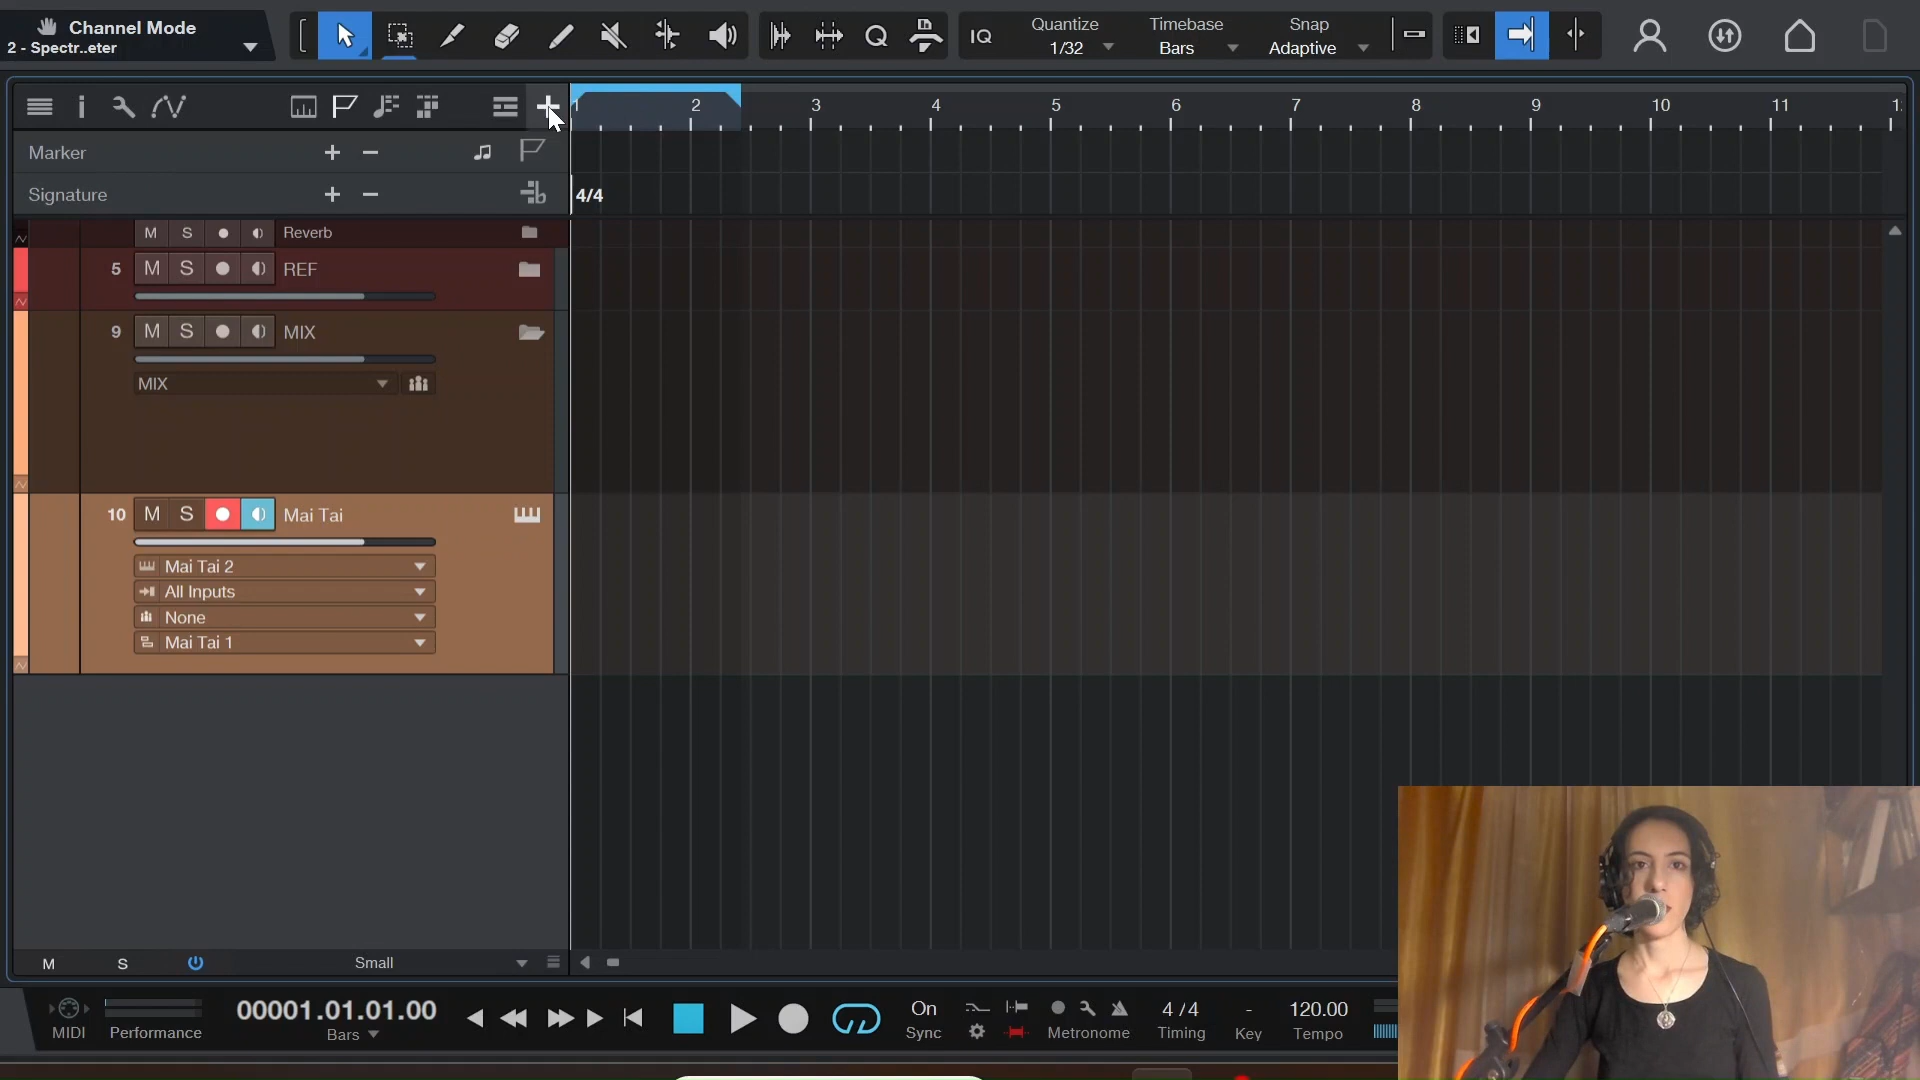 Channel Mode
2 - Spectr..eter
IQ
Quantize
1/32
Timebase
Bars
Snap
Adaptive
1 2 3 4 5 6 7 8 9 10 11
Marker
Signature
4/4
M S Reverb
5 M S REF
9 M S MIX
MIX
10 M S Mai Tai
Mai Tai 2
All Inputs
None
Mai Tai 1
M S Small
MIDI
Performance
00001.01.01.00
Bars
On
Sync
Metronome
4 / 4
Timing
-
Key
120.00
Tempo